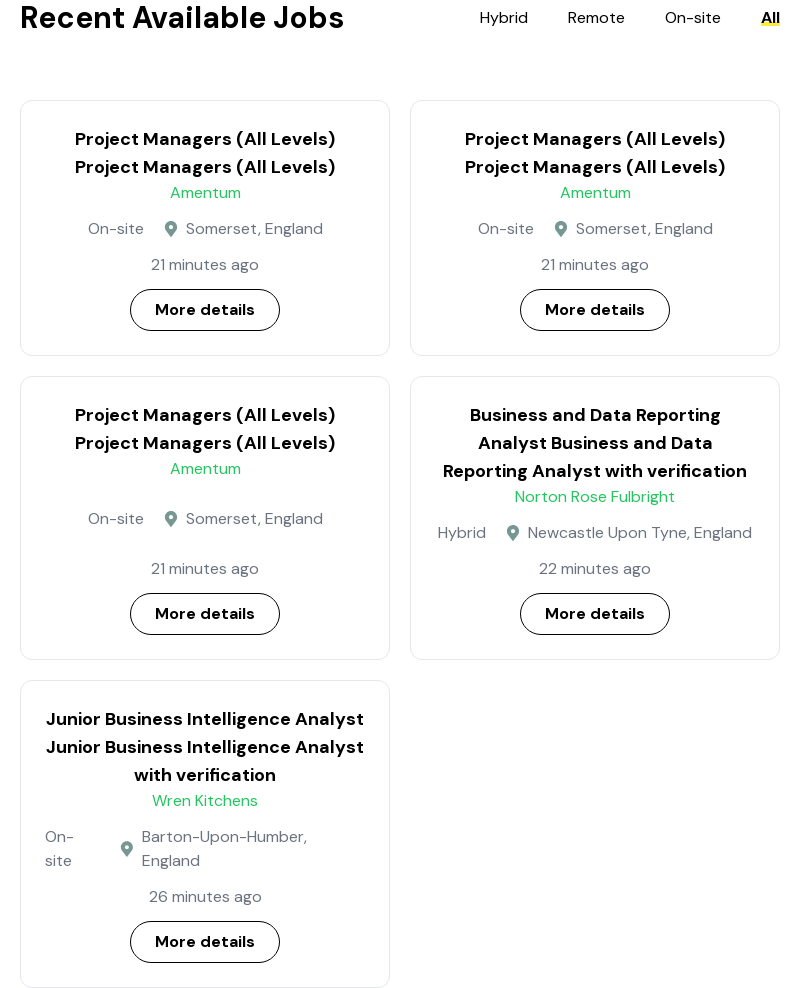 Recent Available Jobs
Hybrid
Remote
On-site
All
Project Managers (All Levels)
Project Managers (All Levels)
Amentum
On-site
Somerset, England
21 minutes ago
More details
Project Managers (All Levels)
Project Managers (All Levels)
Amentum
On-site
Somerset, England
21 minutes ago
More details
Project Managers (All Levels)
Project Managers (All Levels)
Amentum
On-site
Somerset, England
21 minutes ago
More details
Business and Data Reporting
Analyst Business and Data
Reporting Analyst with verification
Norton Rose Fulbright
Hybrid
Newcastle Upon Tyne, England
22 minutes ago
More details
Junior Business Intelligence Analyst
Junior Business Intelligence Analyst
with verification
Wren Kitchens
On-
site
Barton-Upon-Humber,
England
26 minutes ago
More details